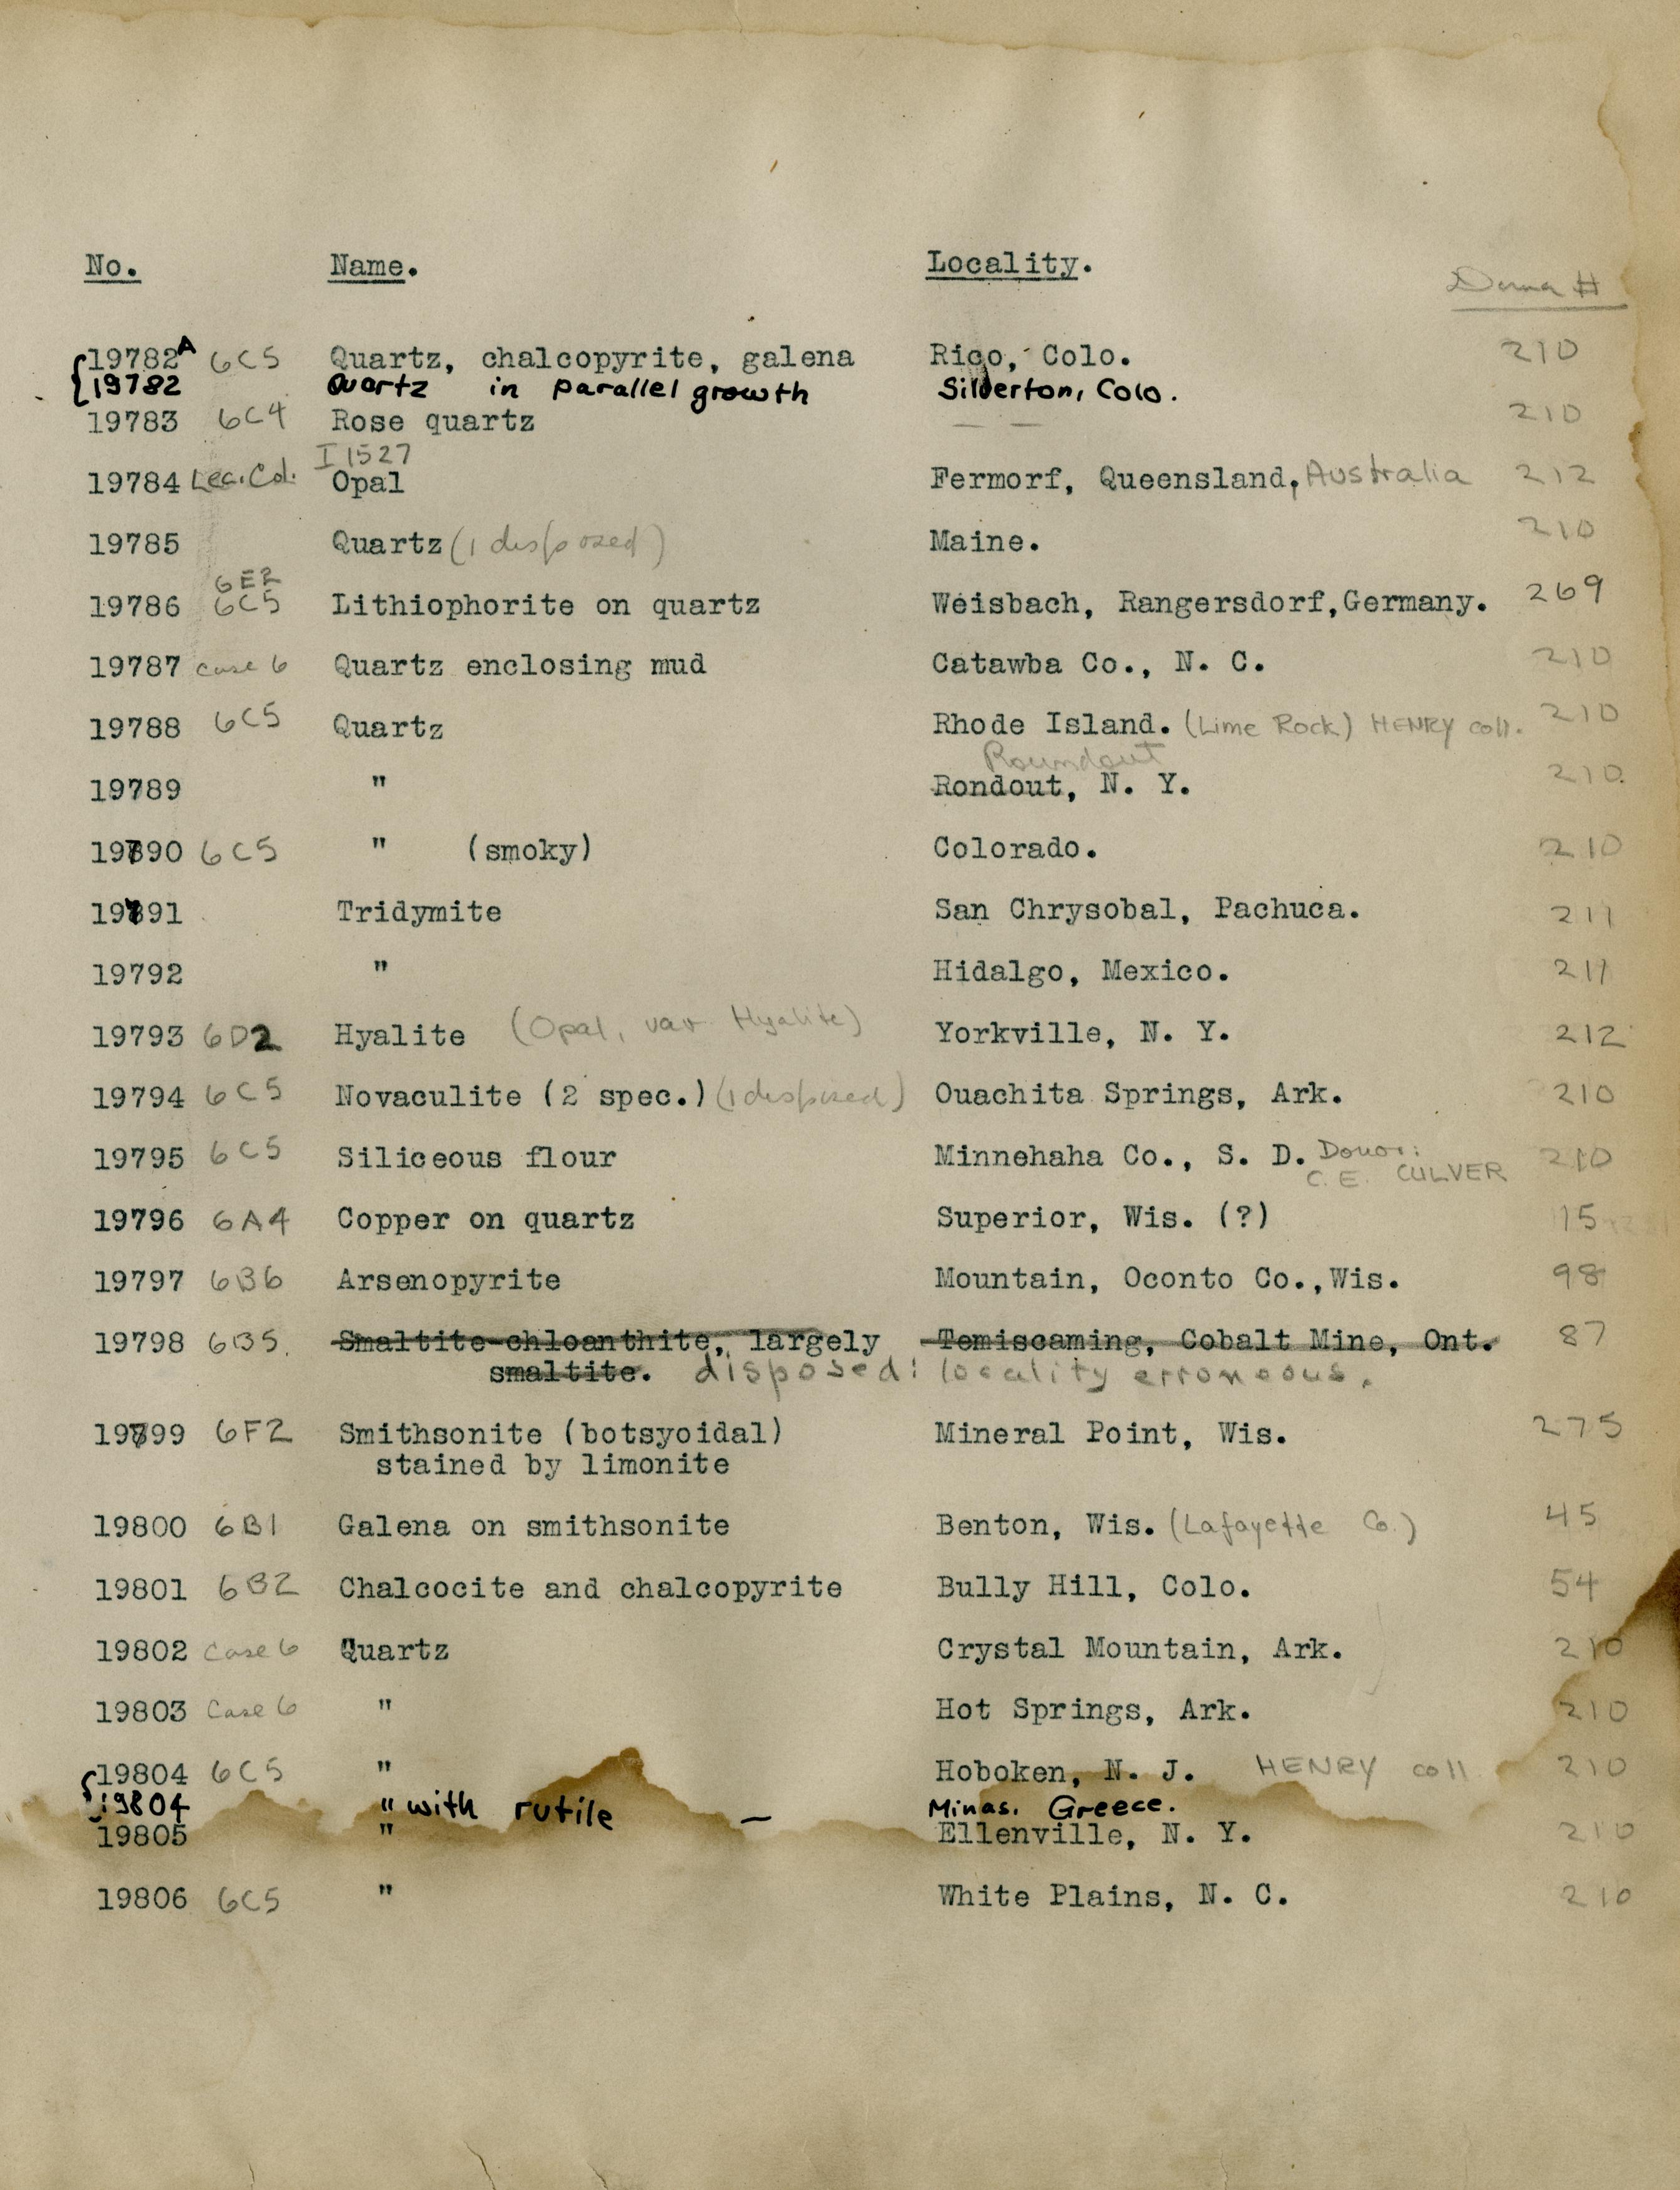 No. Name. Locality. Dana #
19782A 6C5 Quartz, chalcopyrite, galena Rico, Colo. 210
19782 Quartz in parallel growth Silverton, Colo.
19783 6C4 Rose quartz — — 210
I1527
19784 Lec. Col. Opal Fermorf, Queensland, Australia 212
19785 Quartz (1 disposed) Maine. 210
6E2
19786 6C5 Lithiophorite on quartz Weisbach, Rangersdorf,Germany. 269
19787 case 6 Quartz enclosing mud Catawba Co., N. C. 210
19788 6C5 Quartz Rhode Island. (Lime Rock) HENRY coll. 210
Roundout
19789 " Rondout, N. Y. 210.
19790 6C5 " (smoky) Colorado. 210
19791 Tridymite San Chrysobal, Pachuca. 211
19792 " Hidalgo, Mexico. 211
19793 6D2 Hyalite (Opal, var. Hyalite) Yorkville, N. Y. 212
19794 6C5 Novaculite (2 spec.) (1 disposed) Ouachita Springs, Ark. 210
19795 6C5 Siliceous flour Minnehaha Co., S. D. Donor: 210
C. E. CULVER
19796 6A4 Copper on quartz Superior, Wis. (?) 15
19797 6B6 Arsenopyrite Mountain, Oconto Co.,Wis. 98
19798 6B5. Smaltite-chloanthite, largely Temiscaming, Cobalt Mine, Ont. 87
smaltite. disposed: locality erroneous.
19799 6F2 Smithsonite (botsyoidal) Mineral Point, Wis. 275
stained by limonite
19800 6B1 Galena on smithsonite Benton, Wis. (Lafayette Co.) 45
19801 6B2 Chalcocite and chalcopyrite Bully Hill, Colo. 54
19802 Case 6 Quartz Crystal Mountain, Ark. 210
19803 Case 6 " Hot Springs, Ark. 210
19804 6C5 " Hoboken, N. J. HENRY coll 210
19804 " with rutile — Minas. Greece.
19805 " Ellenville, N. Y. 210
19806 6C5 " White Plains, N. C. 210